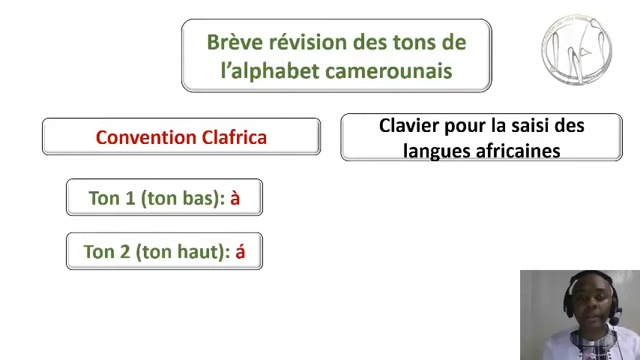 Brève révision des tons de
l’alphabet camerounais
Convention Clafrica
Clavier pour la saisi des
langues africaines
Ton 1 (ton bas): à
Ton 2 (ton haut): á